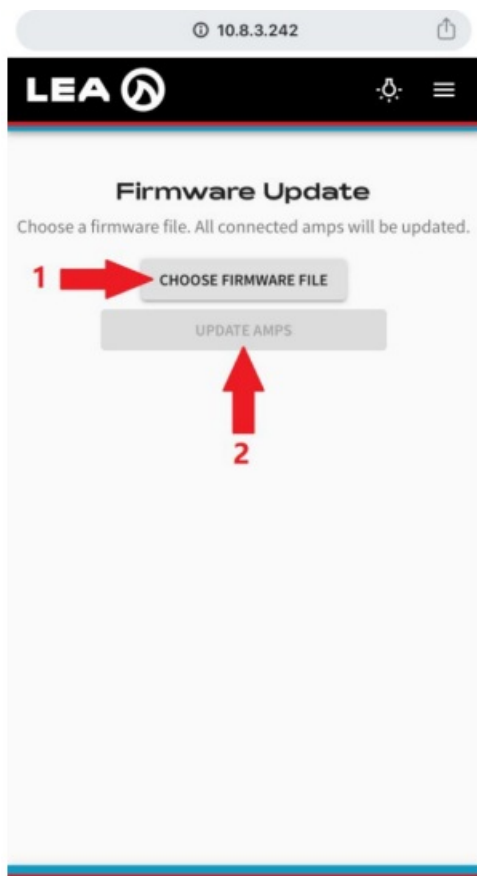 10.8.3.242
LEA
Firmware Update
Choose a firmware file. All connected amps will be updated.
1 CHOOSE FIRMWARE FILE
UPDATE AMPS
2